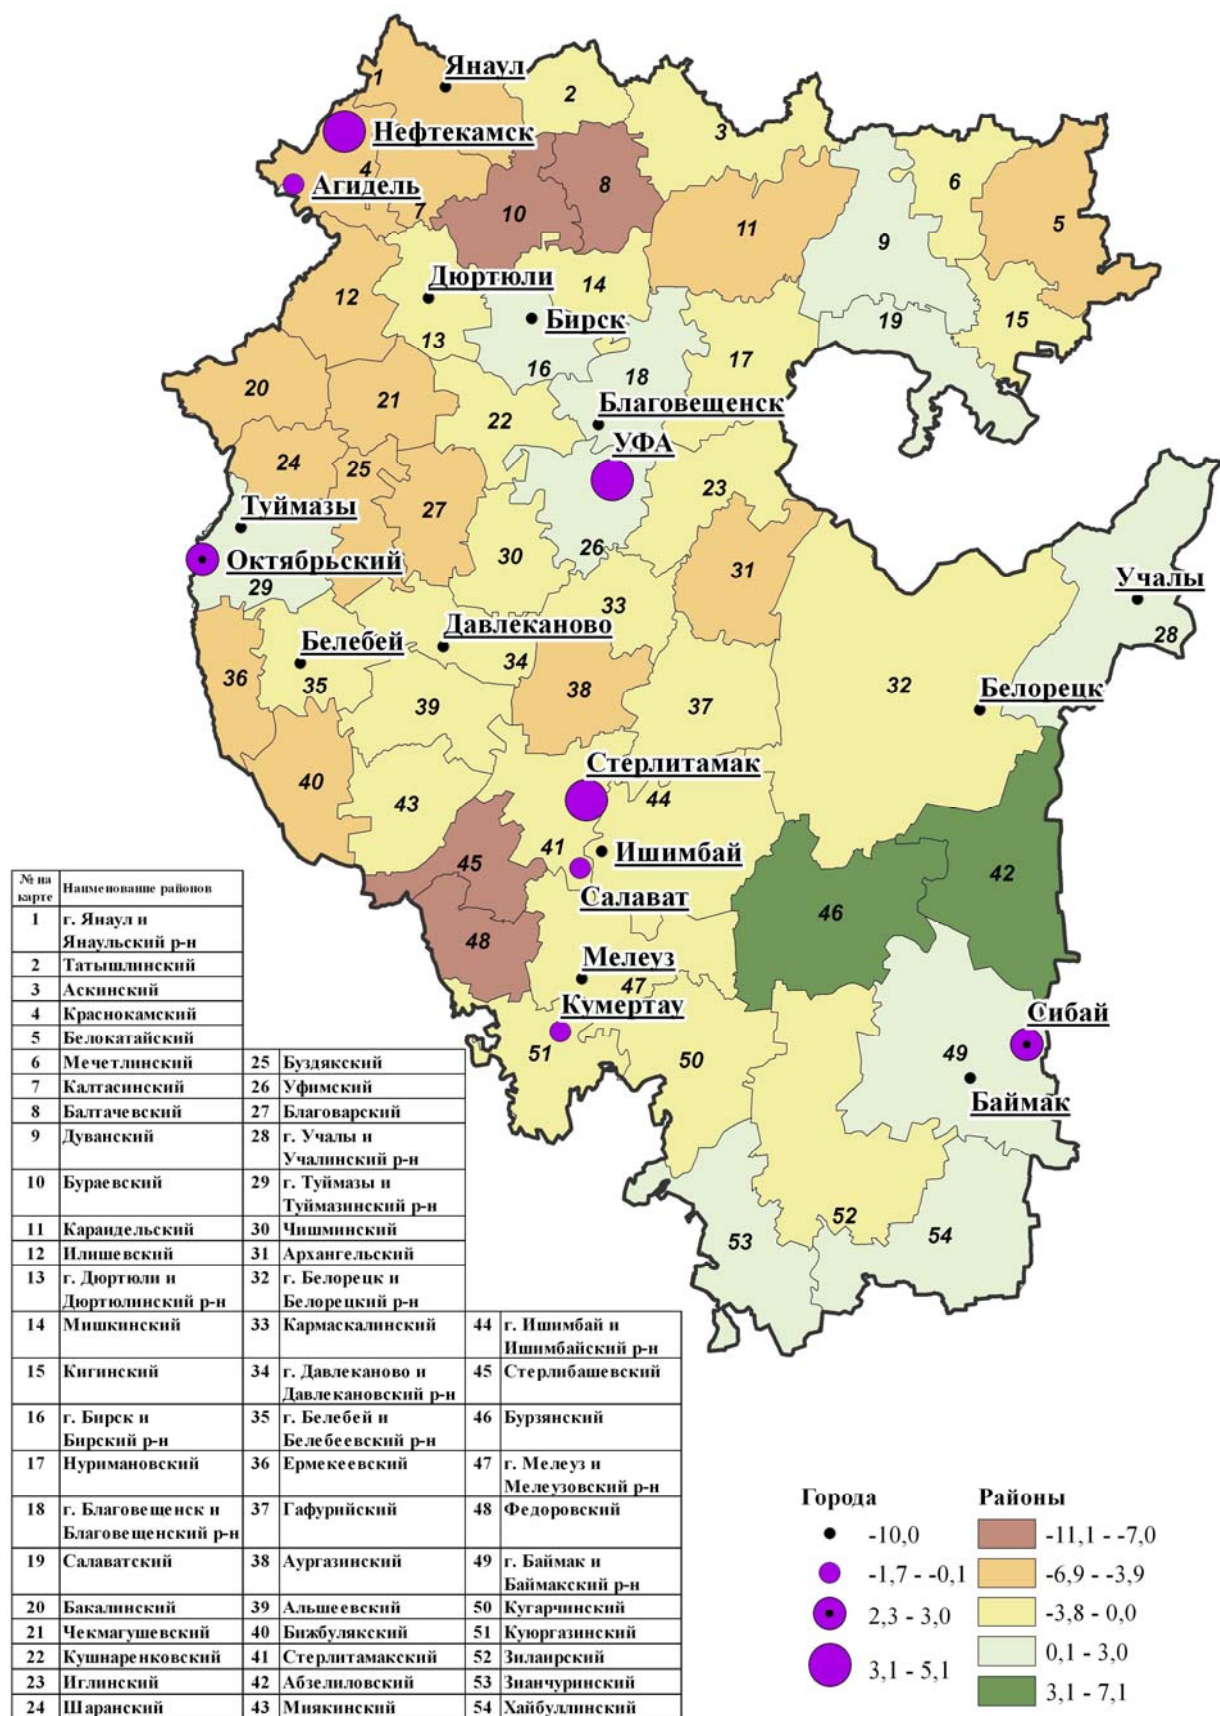 Янаул
1
2
3
Нефтекамск
4
Агидель
7
10
8
11
9
6
5
12
Дюртюли
13
14
Бирск
16
18
17
19
15
20
21
22
Благовещенск
УФА
24
25
27
23
Туймазы
Октябрьский
29
30
26
31
Учалы
28
33
Белебей
Давлеканово
34
36
35
38
39
37
32
Белорецк
40
43
Стерлитамак
44
41
Ишимбай
Салават
45
46
42
48
Мелеуз
47
Кумертау
51
50
Сибай
49
Баймак
52
53
54
№ на карте Наименование районов
1 г. Янаул и
Янаульский р-н
2 Татышлинский
3 Аскинский
4 Краснокамский
5 Белокатайский
6 Мечетлинский 25 Буздякский
7 Калтасинский 26 Уфимский
8 Балтачевский 27 Благоварский
9 Дуванский 28 г. Учалы и
Учалинский р-н
10 Бураевский 29 г. Туймазы и
Туймазинский р-н
11 Караидельский 30 Чишминский
12 Илишевский 31 Архангельский
13 г. Дюртюли и 32 г. Белорецк и
Дюртюлинский р-н Белорецкий р-н
14 Мишкинский 33 Кармаскалинский 44 г. Ишимбай и
Ишимбайский р-н
15 Кигинский 34 г. Давлеканово и 45 Стерлибашевский
Давлекановский р-н
16 г. Бирск и 35 г. Белебей и 46 Бурзянский
Бирский р-н Белебеевский р-н
17 Нуримановский 36 Ермекеевский 47 г. Мелеуз и
Мелеузовский р-н
18 г. Благовещенск и 37 Гафурийский 48 Федоровский
Благовещенский р-н
19 Салаватский 38 Аургазинский 49 г. Баймак и
Баймакский р-н
20 Бакалинский 39 Альшеевский 50 Кугарчинский
21 Чекмагушевский 40 Бижбулякский 51 Куюргазинский
22 Кушнаренковский 41 Стерлитамакский 52 Зилаирский
23 Иглинский 42 Абзелиловский 53 Зианчуринский
24 Шаранский 43 Миякинский 54 Хайбуллинский
Города
-10,0
-1,7 - -0,1
2,3 - 3,0
3,1 - 5,1
Районы
-11,1 - -7,0
-6,9 - -3,9
-3,8 - 0,0
0,1 - 3,0
3,1 - 7,1